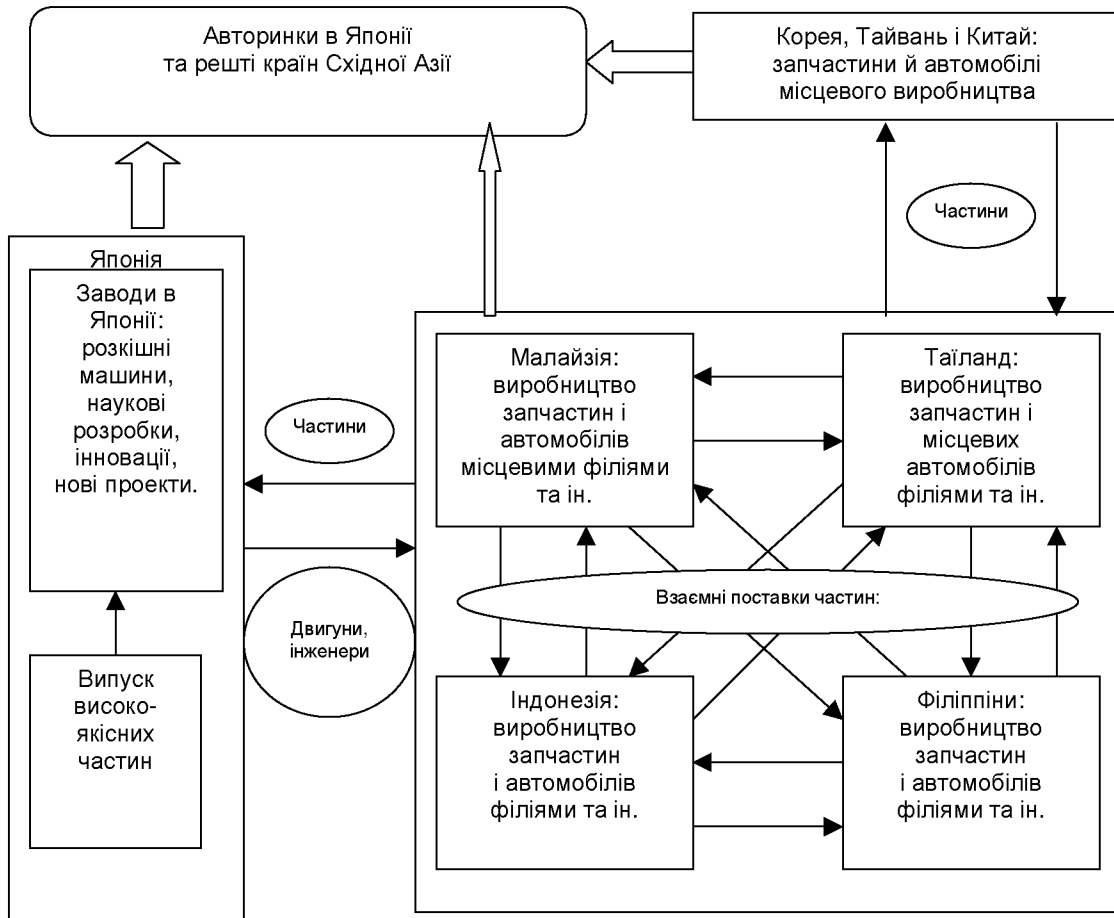 Авторинки в Японії
та решті країн Східної Азії
Корея, Тайвань і Китай:
запчастини й автомобілі
місцевого виробництва
Частини
Японія
Заводи в
Японії:
розкішні
машини,
наукові
розробки,
інновації,
нові проекти.
Випуск
високо-
якісних
частин
Частини
Двигуни,
інженери
Малайзія:
виробництво
запчастин і
автомобілів
місцевими філіями
та ін.
Таїланд:
виробництво
запчастин і
місцевих
автомобілів
філіями та ін.
Взаємні поставки частин:
Індонезія:
виробництво
запчастин
і автомобілів
філіями та ін.
Філіппіни:
виробництво
запчастин
і автомобілів
філіями та ін.